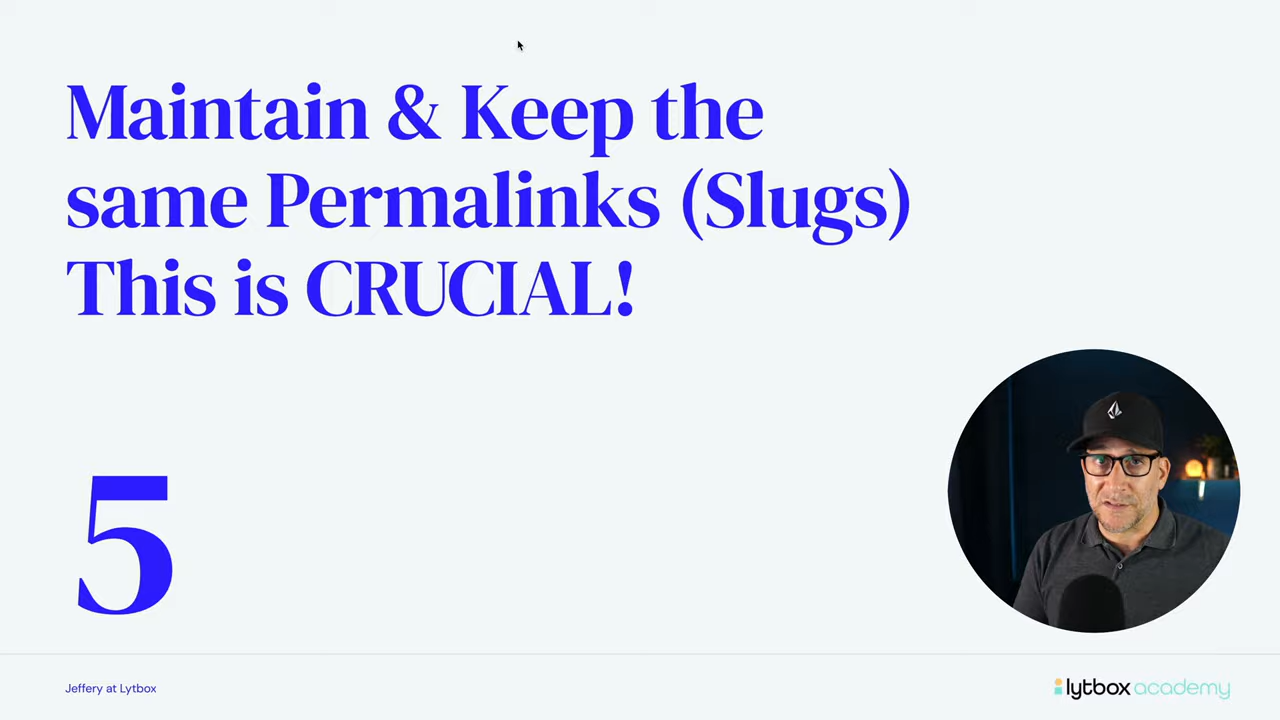 Maintain & Keep the
same Permalinks (Slugs)
This is CRUCIAL!
5
Jeffery at Lytbox
lytbox academy